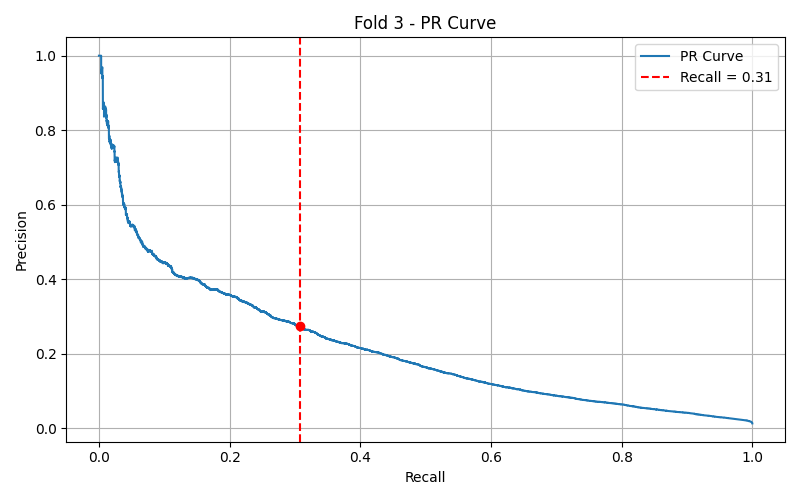 Fold 3 - PR Curve
PR Curve
Recall = 0.31
1.0
0.8
0.6
0.4
0.2
0.0
Precision
0.0 0.2 0.4 0.6 0.8 1.0
Recall